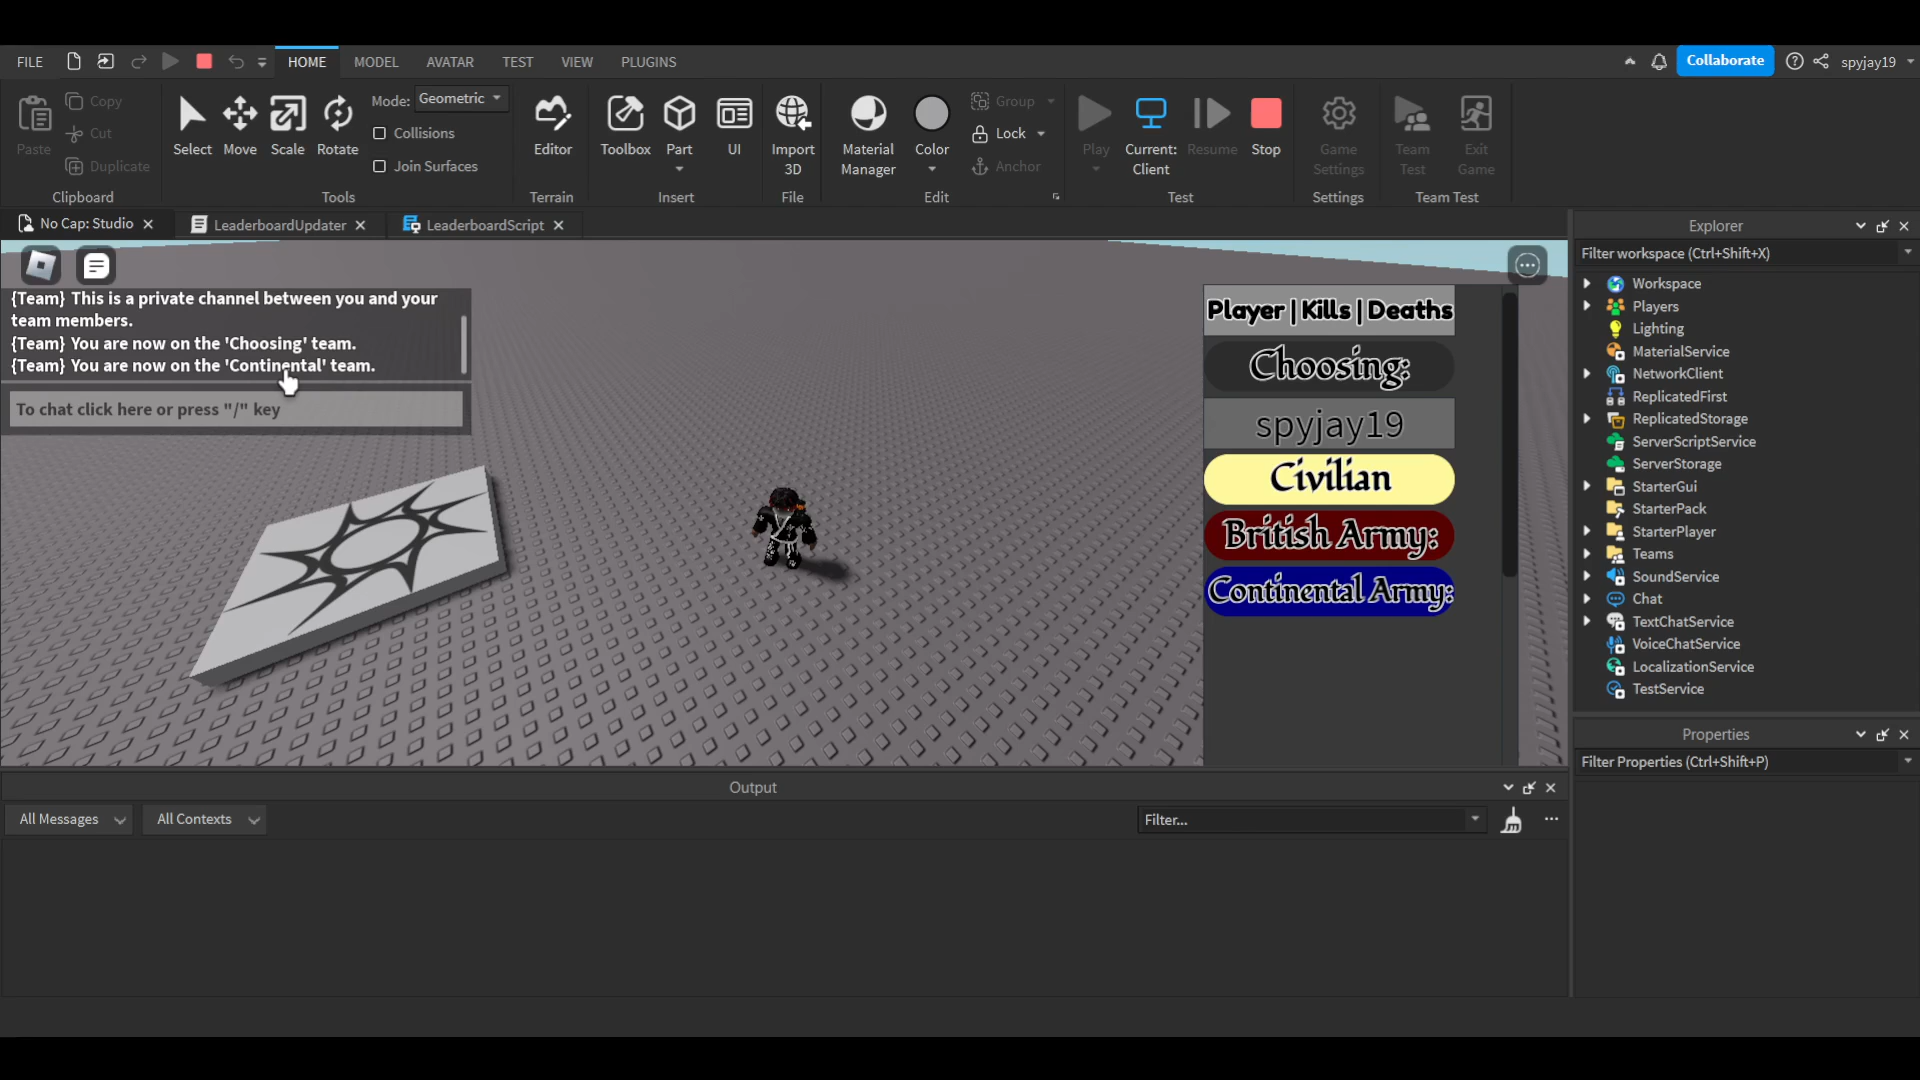 FILE
HOME
MODEL
AVATAR
TEST
VIEW
PLUGINS
Collaborate
spyjay19
Paste
Copy
Cut
Duplicate
Clipboard
Select
Move
Scale
Rotate
Mode:
Geometric
Collisions
Join Surfaces
Tools
Editor
Terrain
Toolbox
Part
UI
Insert
Import
3D
File
Material
Manager
Color
Group
Lock
Anchor
Edit
Play
Current:
Client
Resume
Stop
Test
Game
Settings
Settings
Team
Test
Exit
Game
Team Test
No Cap: Studio
LeaderboardUpdater
LeaderboardScript
{Team} This is a private channel between you and your
team members.
{Team} You are now on the 'Choosing' team.
{Team} You are now on the 'Continental' team.
To chat click here or press "/" key
Player | Kills | Deaths
Choosing:
spyjay19
Civilian
British Army:
Continental Army:
Explorer
Filter workspace (Ctrl+Shift+X)
Workspace
Players
Lighting
MaterialService
NetworkClient
ReplicatedFirst
ReplicatedStorage
ServerScriptService
ServerStorage
StarterGui
StarterPack
StarterPlayer
Teams
SoundService
Chat
TextChatService
VoiceChatService
LocalizationService
TestService
Properties
Filter Properties (Ctrl+Shift+P)
Output
All Messages
All Contexts
Filter...